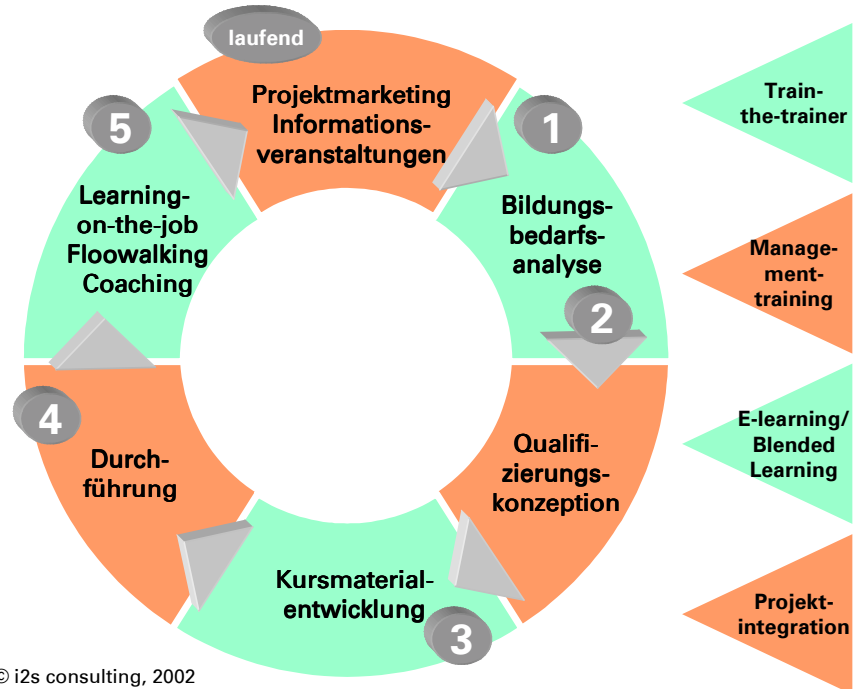 laufend
Projektmarketing
Informations-
veranstaltungen
1
Bildungs-
bedarfs-
analyse
2
Qualifi-
zierungs-
konzeption
3
Kursmaterial-
entwicklung
4
Durch-
führung
5
Learning-
on-the-job
Floowalking
Coaching
Train-
the-trainer
Manage-
ment-
training
E-learning/
Blended
Learning
Projekt-
integration
© i2s consulting, 2002